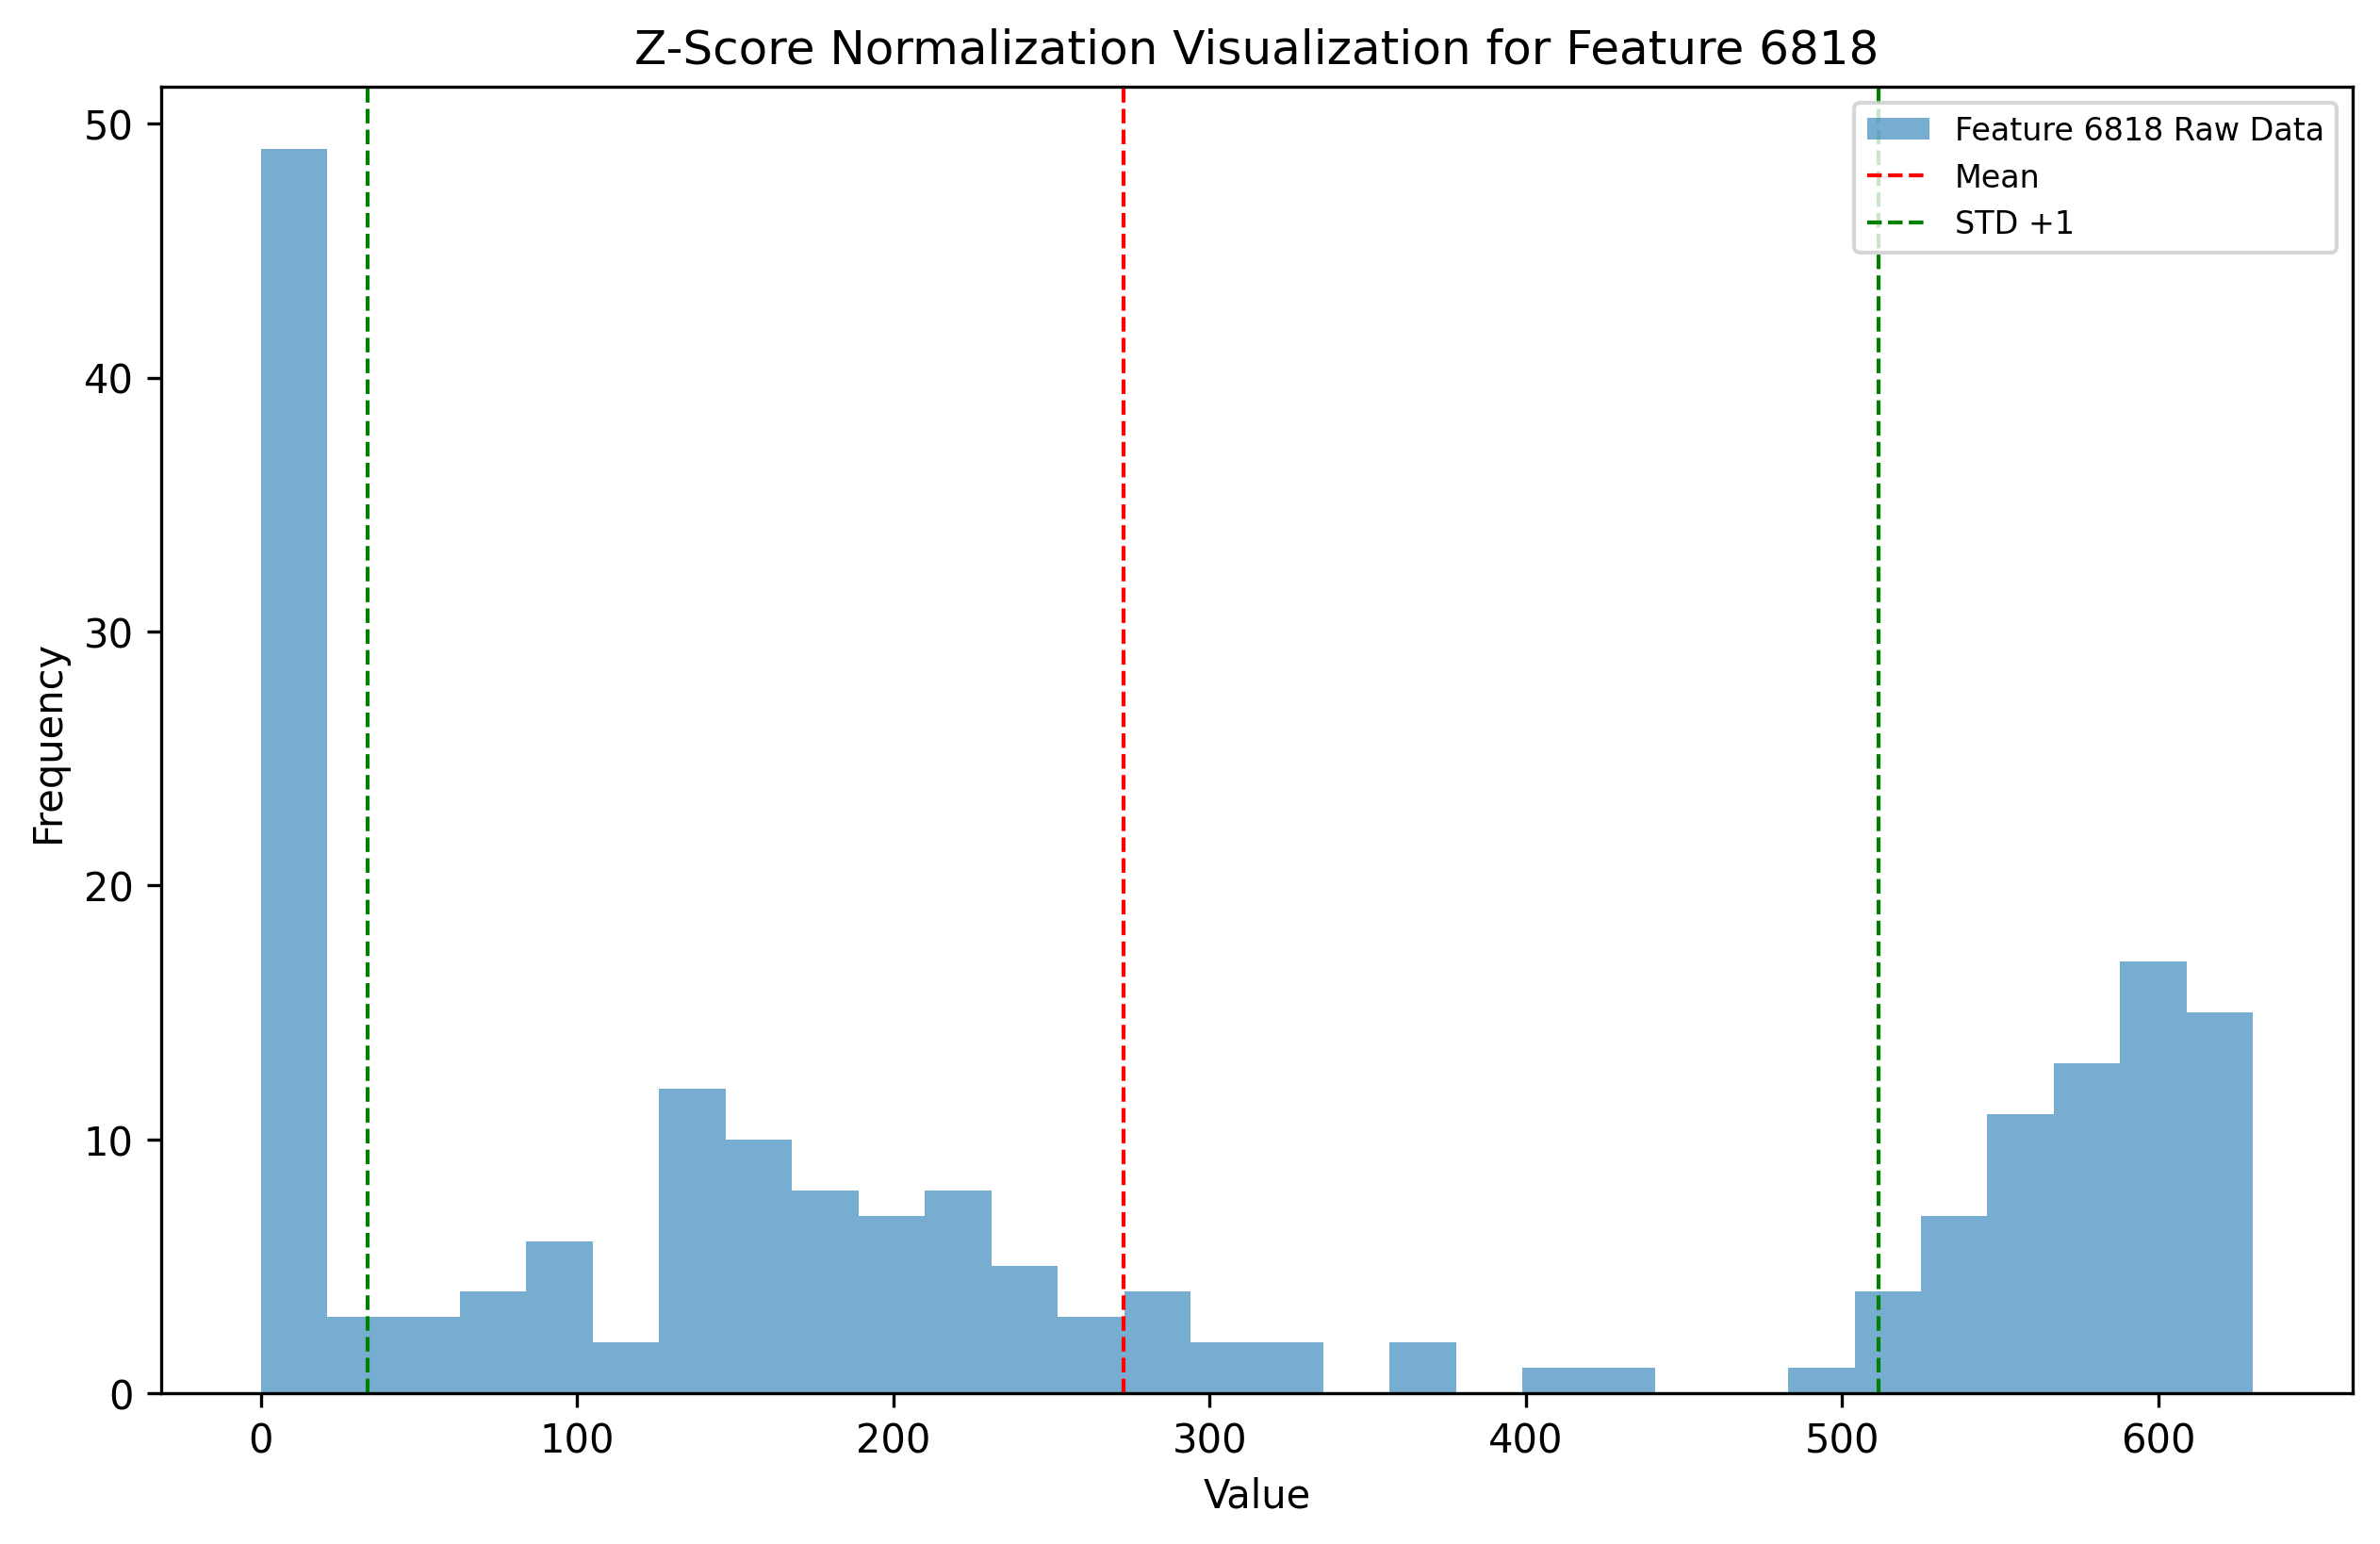 Z-Score Normalization Visualization for Feature 6818
Feature 6818 Raw Data
Mean
STD +1
50
40
30
20
10
0
Frequency
0 100 200 300 400 500 600
Value